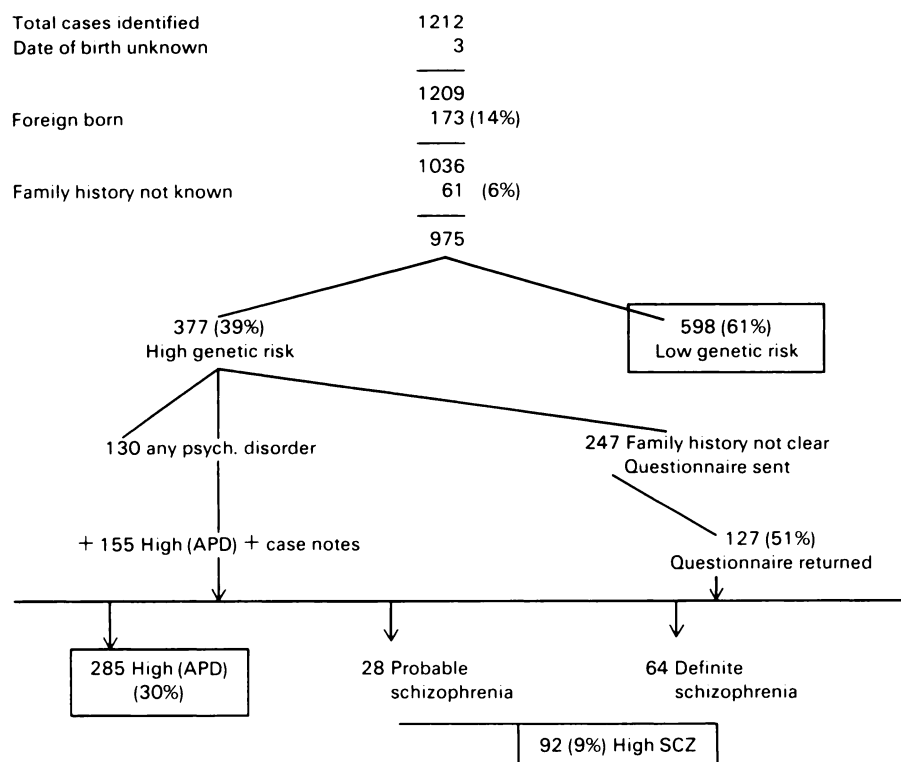 Total cases identified 1212
Date of birth unknown 3
1209
Foreign born 173 (14%)
1036
Family history not known 61 (6%)
975
377 (39%)
High genetic risk
598 (61%)
Low genetic risk
130 any psych. disorder
247 Family history not clear
Questionnaire sent
+ 155 High (APD) + case notes
127 (51%)
Questionnaire returned
285 High (APD)
(30%)
28 Probable
schizophrenia
64 Definite
schizophrenia
92 (9%) High SCZ